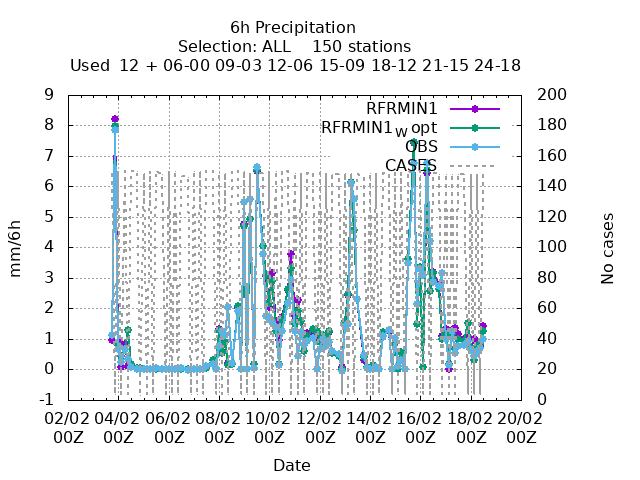 6h Precipitation
Selection: ALL    150 stations
Used  12 + 06-00 09-03 12-06 15-09 18-12 21-15 24-18
RFRMIN1
RFRMIN1_W opt
OBS
CASES
mm/6h
9
8
7
6
5
4
3
2
1
0
-1
200
180
160
140
120
100
80
60
40
20
0
No cases
02/02 04/02 06/02 08/02 10/02 12/02 14/02 16/02 18/02 20/02
00Z 00Z 00Z 00Z 00Z 00Z 00Z 00Z 00Z 00Z
Date